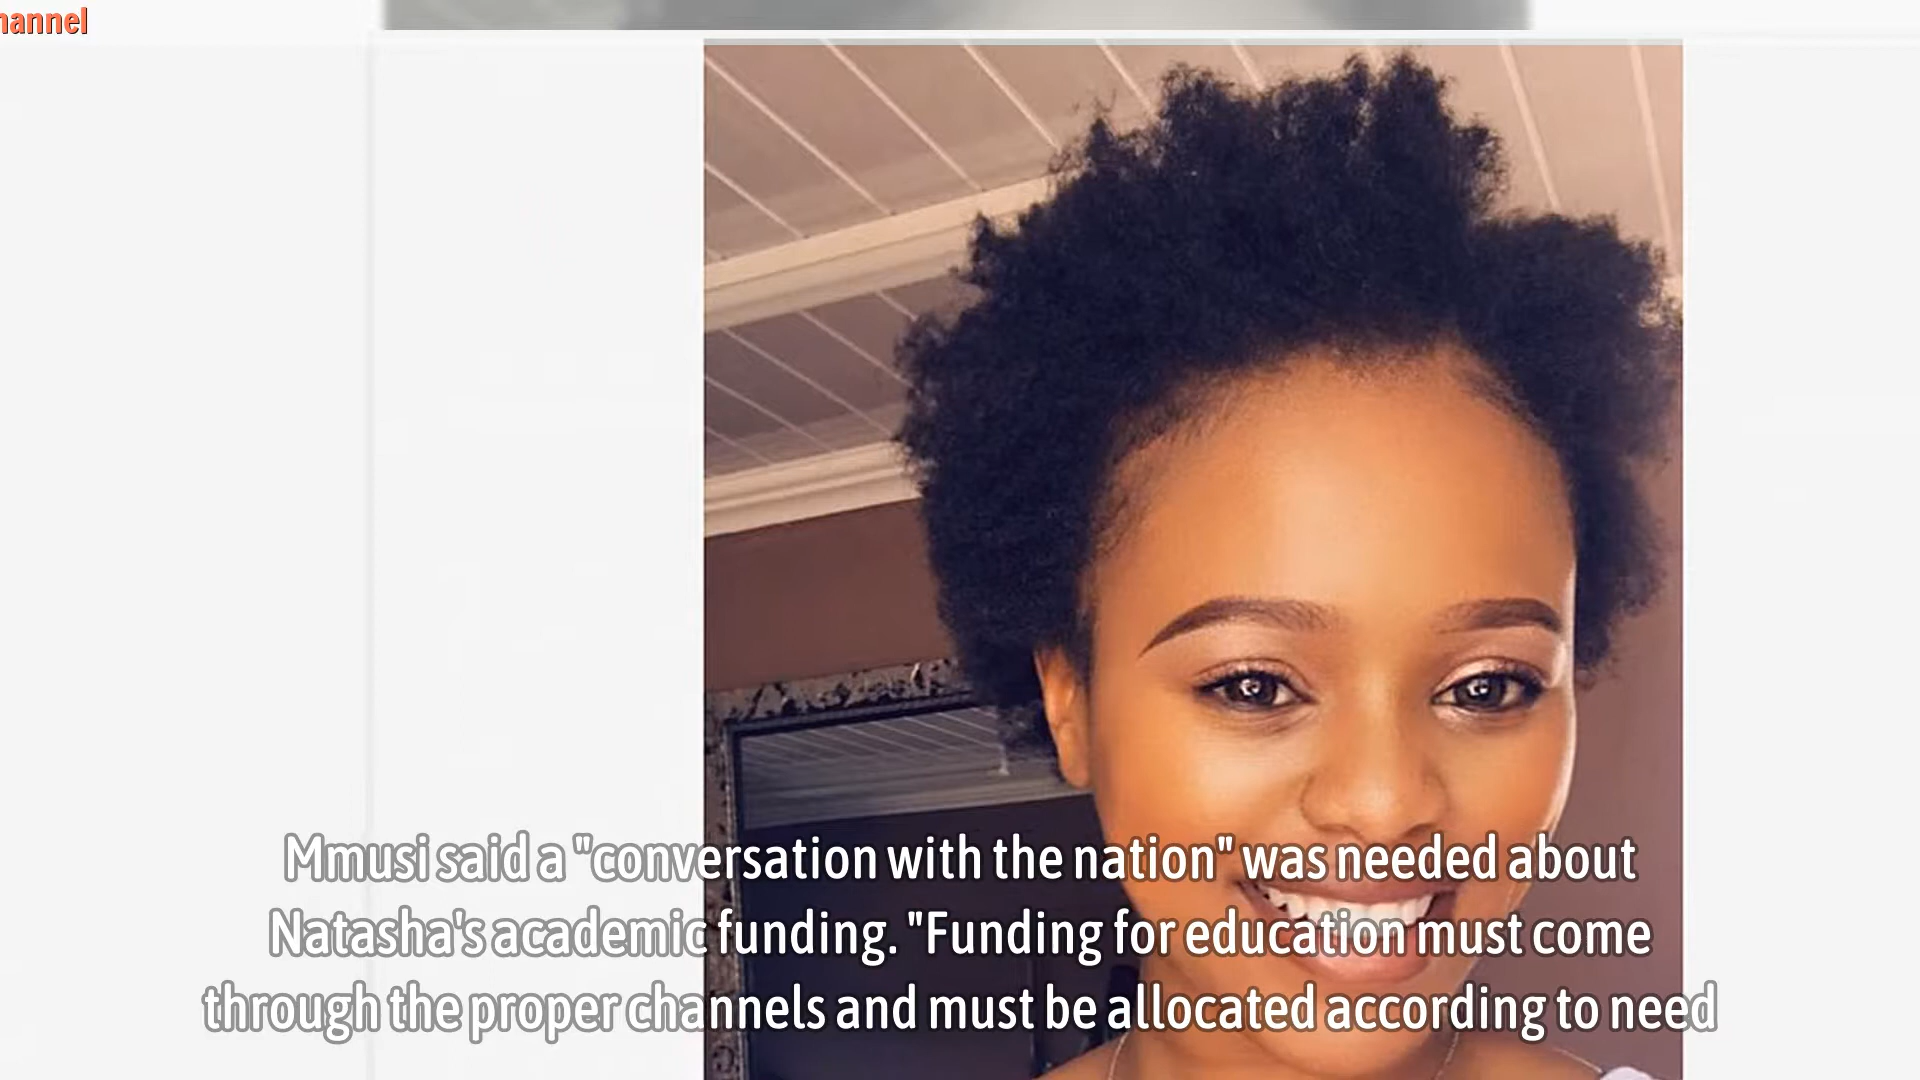 hannel
Mmusi said a "conversation with the nation" was needed about
Natasha's academic funding. "Funding for education must come
through the proper channels and must be allocated according to need